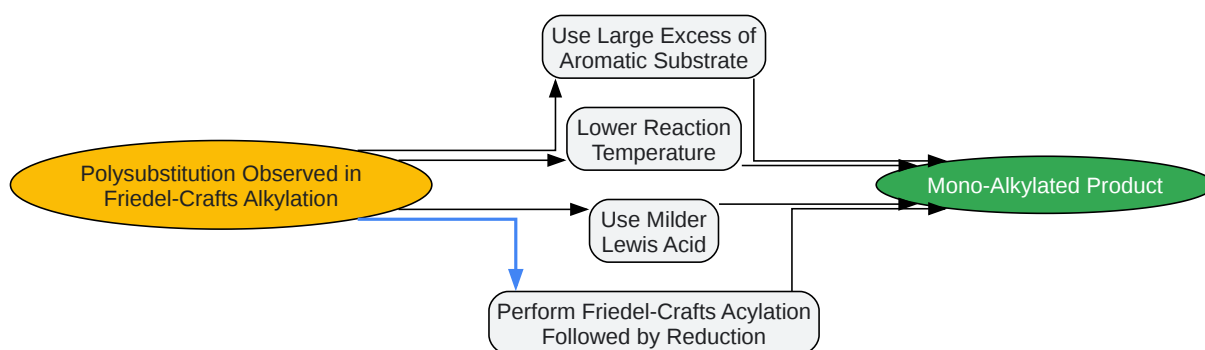 Use Large Excess of
Aromatic Substrate
Lower Reaction
Temperature
Polysubstitution Observed in
Friedel-Crafts Alkylation
Mono-Alkylated Product
Use Milder
Lewis Acid
Perform Friedel-Crafts Acylation
Followed by Reduction